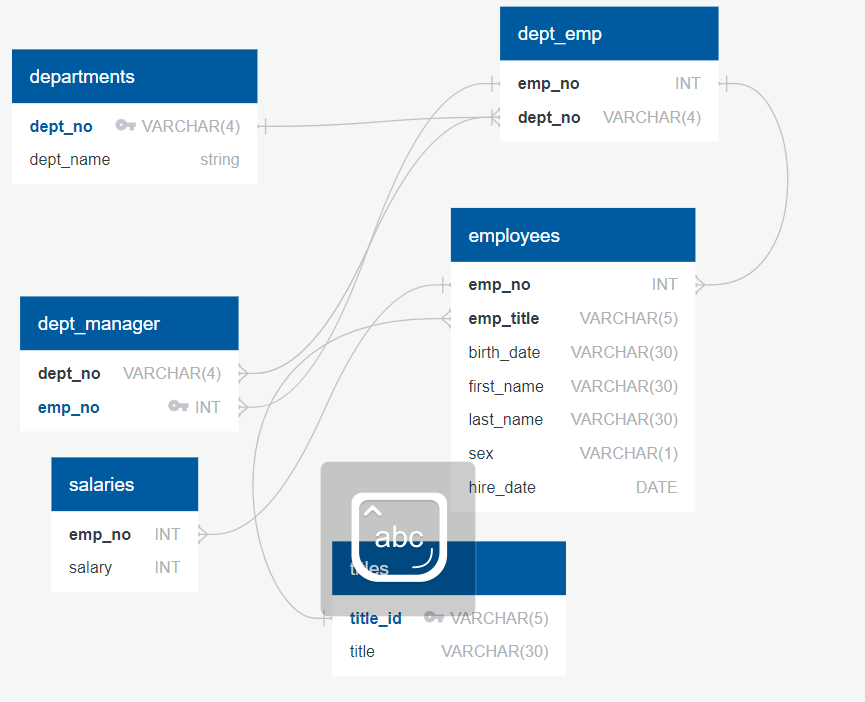 dept_emp
emp_no INT
dept_no VARCHAR(4)
departments
dept_no VARCHAR(4)
dept_name string
employees
emp_no INT
emp_title VARCHAR(5)
birth_date VARCHAR(30)
first_name VARCHAR(30)
last_name VARCHAR(30)
sex VARCHAR(1)
hire_date DATE
dept_manager
dept_no VARCHAR(4)
emp_no INT
salaries
emp_no INT
salary INT
abc
titles
title_id VARCHAR(5)
title VARCHAR(30)